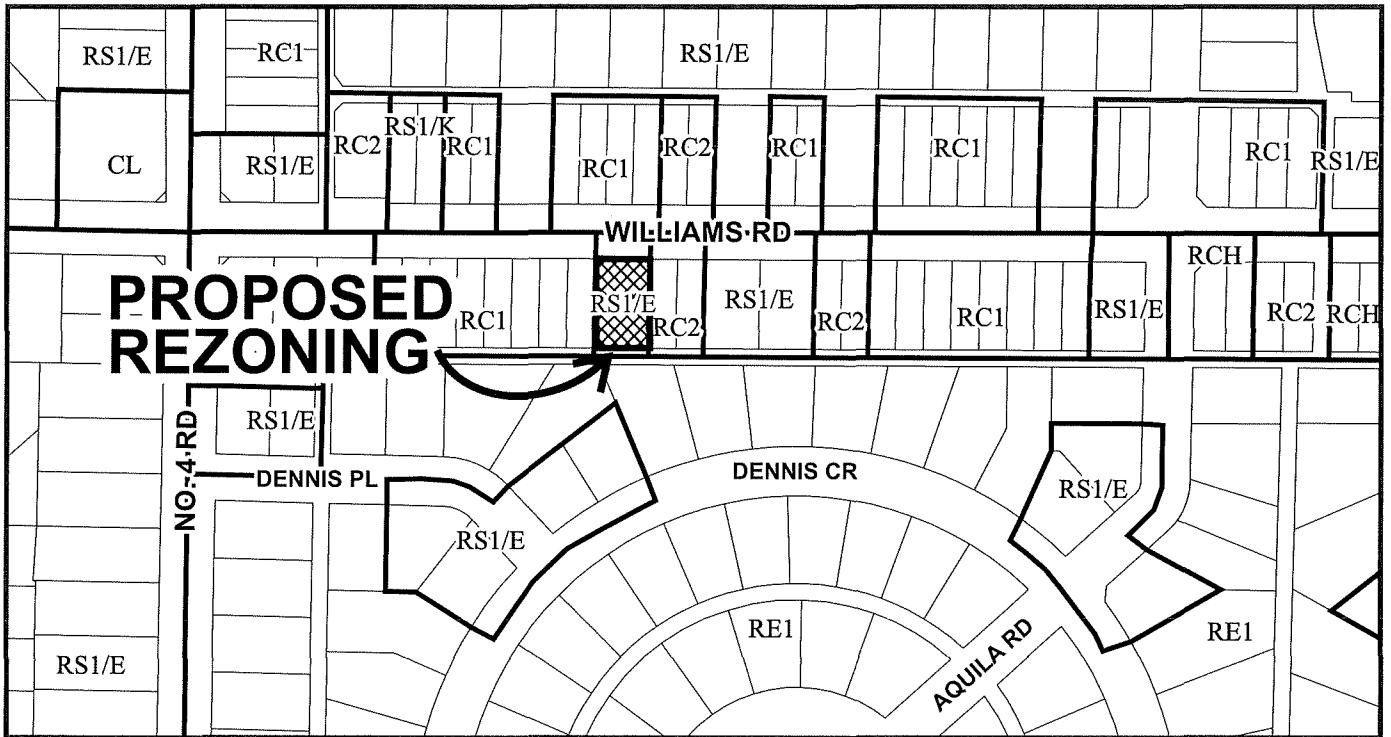 RS1/E
RC1
RS1/E
RC2
RS1/K
RC1
RC1
RC2
RC1
RC1
RC1
RS1/E
CL
RS1/E
WILLIAMS RD
PROPOSED
REZONING
RC1
RS1/E
RC2
RS1/E
RC2
RC1
RS1/E
RCH
RC2
RCH
NO. 4 RD
RS1/E
DENNIS PL
DENNIS CR
RS1/E
RS1/E
RE1
AQUILA RD
RE1
RS1/E